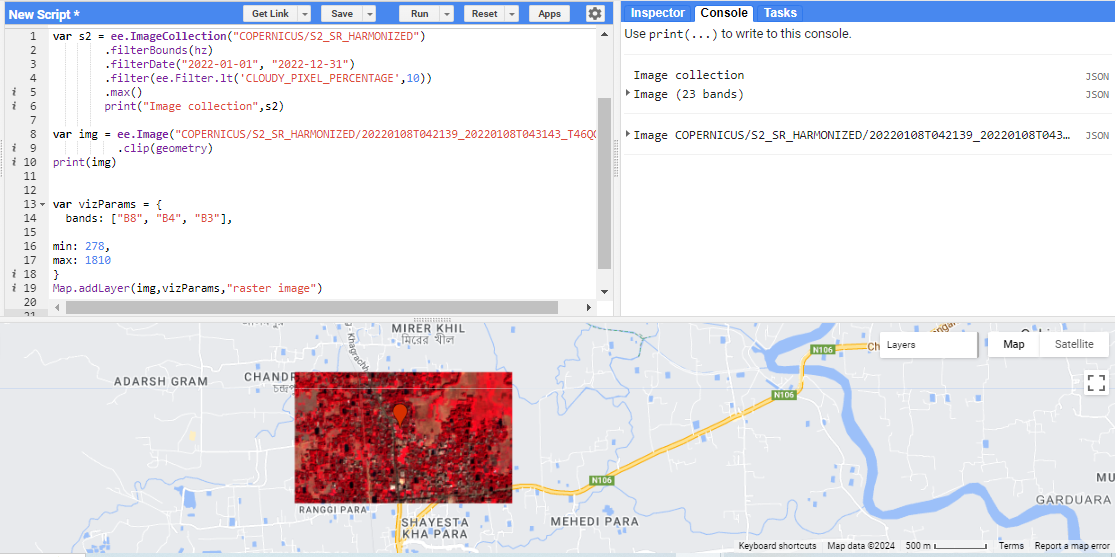 New Script *
Get Link
Save
Run
Reset
Apps
Inspector
Console
Tasks
Use print(...) to write to this console.
1 var s2 = ee.ImageCollection("COPERNICUS/S2_SR_HARMONIZED")
2 .filterBounds(hz)
3 .filterDate("2022-01-01", "2022-12-31")
4 .filter(ee.Filter.lt('CLOUDY_PIXEL_PERCENTAGE',10))
i 5 .max()
i 6 print("Image collection",s2)
7
8 var img = ee.Image("COPERNICUS/S2_SR_HARMONIZED/20220108T042139_20220108T043143_T46QC
i 9 .clip(geometry)
i 10 print(img)
11
12
13 var vizParams = {
14 bands: ["B8", "B4", "B3"],
15
16 min: 278,
17 max: 1810
i 18 }
i 19 Map.addLayer(img,vizParams,"raster image")
20
21
Image collection JSON
Image (23 bands) JSON
Image COPERNICUS/S2_SR_HARMONIZED/20220108T042139_20220108T043… JSON
MIRER KHIL
মিরের খীল
Khagrach
ADARSH GRAM
CHANDR
N106
Ch
Layers
Map
Satellite
N106
N106
RANGGI PARA
SHAYESTA
KHA PARA
MEHEDI PARA
MU
GARDUARA
Keyboard shortcuts
Map data ©2024
500 m
Terms
Report a map error